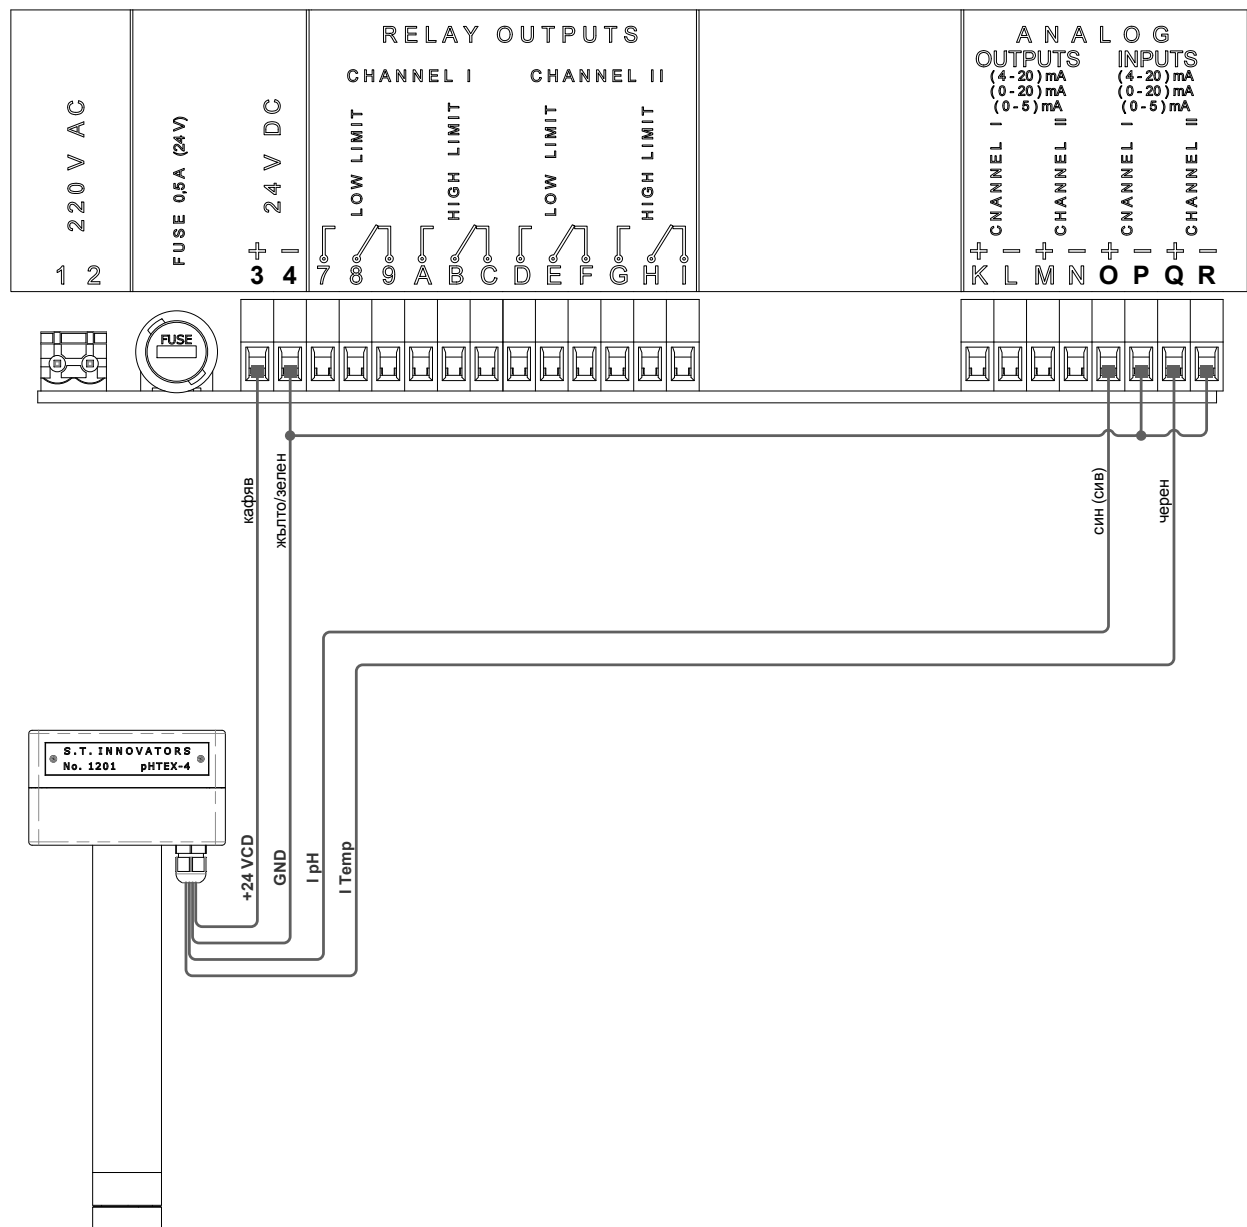 RELAY OUTPUTS
ANALOG
OUTPUTS INPUTS
(4-20)mA (4-20)mA
(0-20)mA (0-20)mA
(0-5)mA (0-5)mA
CHANNEL I CHANNEL II
220V AC
FUSE 0,5A (24V)
24V DC
LOW LIMIT
HIGH LIMIT
LOW LIMIT
HIGH LIMIT
CNANNEL I
CHANNEL II
CNANNEL I
CHANNEL II
+ − + − + − + − + −
1 2 3 4 7 8 9 A B C D E F G H I K L M N O P Q R
FUSE
кафяв
жълто/зелен
син (сив)
черен
S.T. INNOVATORS
No. 1201 pHTEX-4
+24 VCD
GND
I pH
I Temp